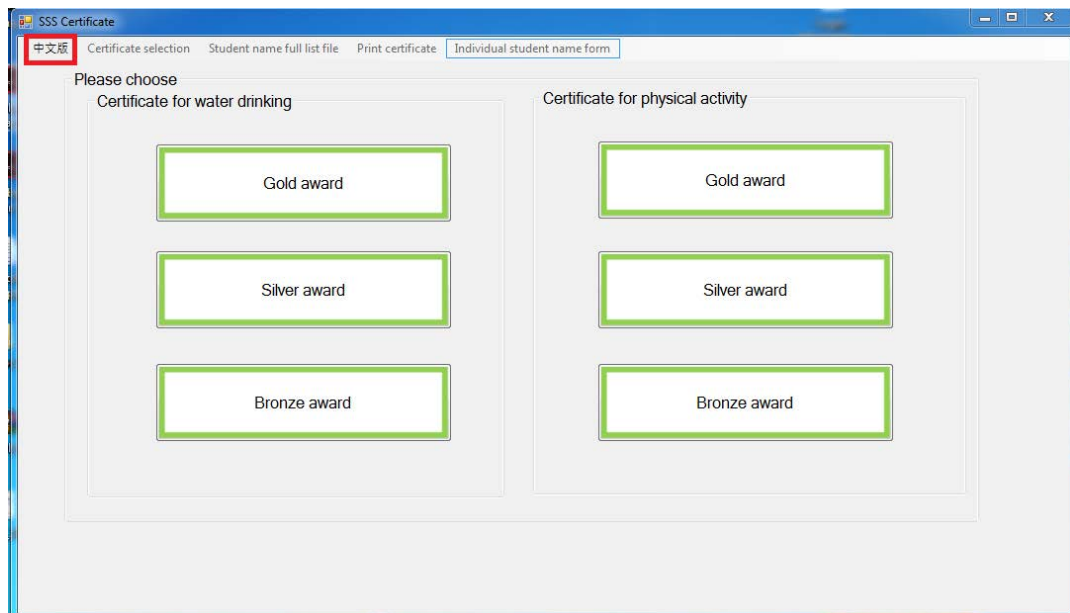 SSS Certificate
中文版 Certificate selection Student name full list file Print certificate Individual student name form
Please choose
Certificate for water drinking
Gold award
Silver award
Bronze award
Certificate for physical activity
Gold award
Silver award
Bronze award